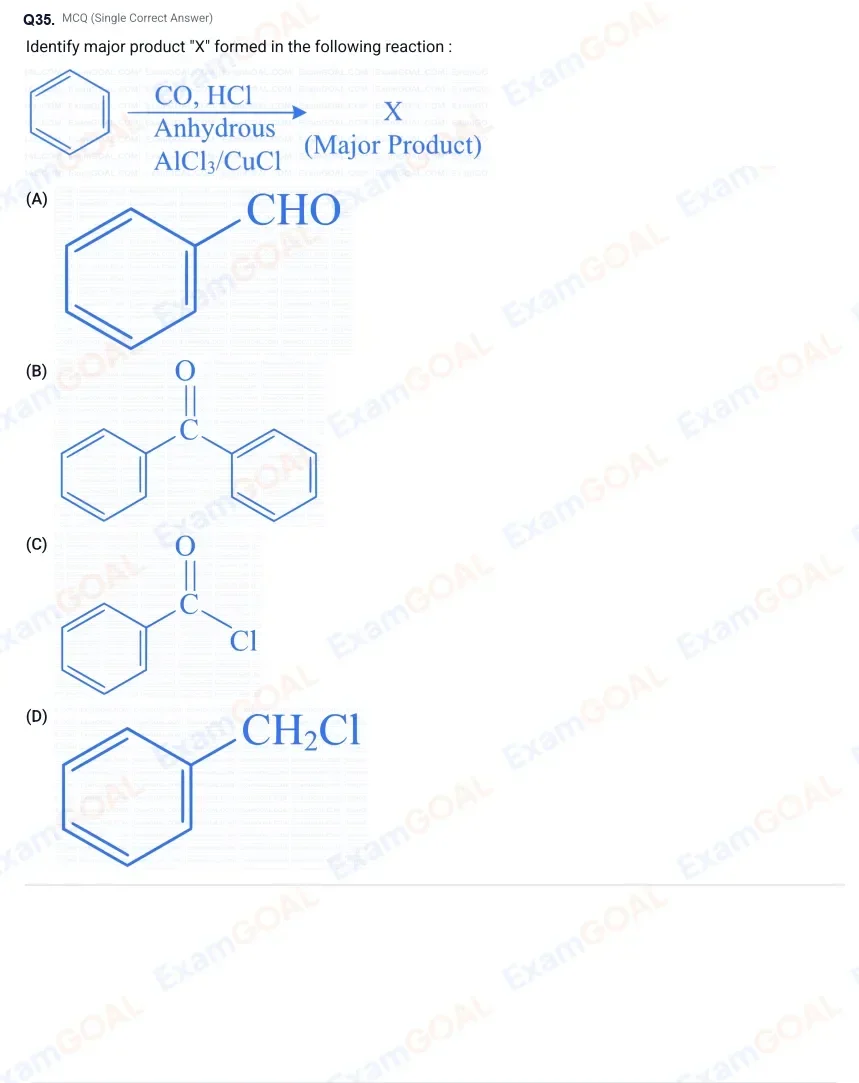 Q35. MCQ (Single Correct Answer)
Identify major product "X" formed in the following reaction :
CO, HCl
Anhydrous
AlCl₃/CuCl
X
(Major Product)
(A)
CHO
(B)
O
C
(C)
O
C
Cl
(D)
CH₂Cl
ExamGOAL